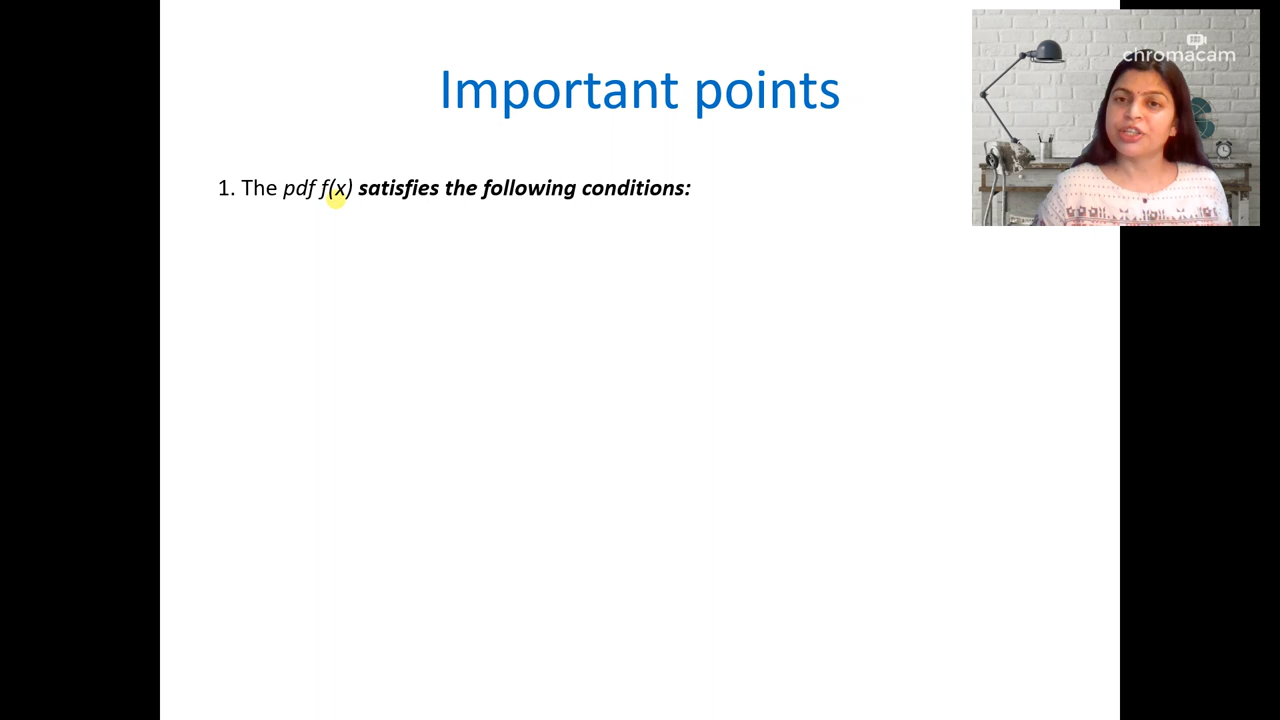 chromacam
Important points
1. The pdf f(x) satisfies the following conditions: